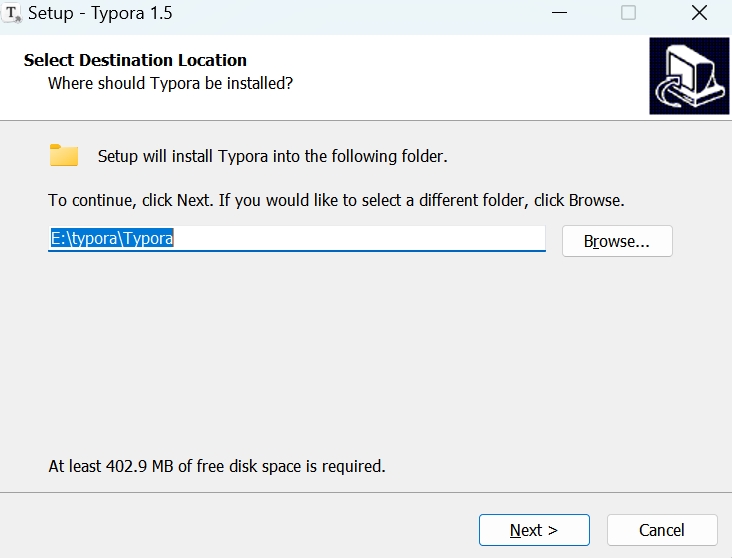 Setup - Typora 1.5
Select Destination Location
Where should Typora be installed?
Setup will install Typora into the following folder.
To continue, click Next. If you would like to select a different folder, click Browse.
E:\typora\Typora
Browse...
At least 402.9 MB of free disk space is required.
Next >
Cancel